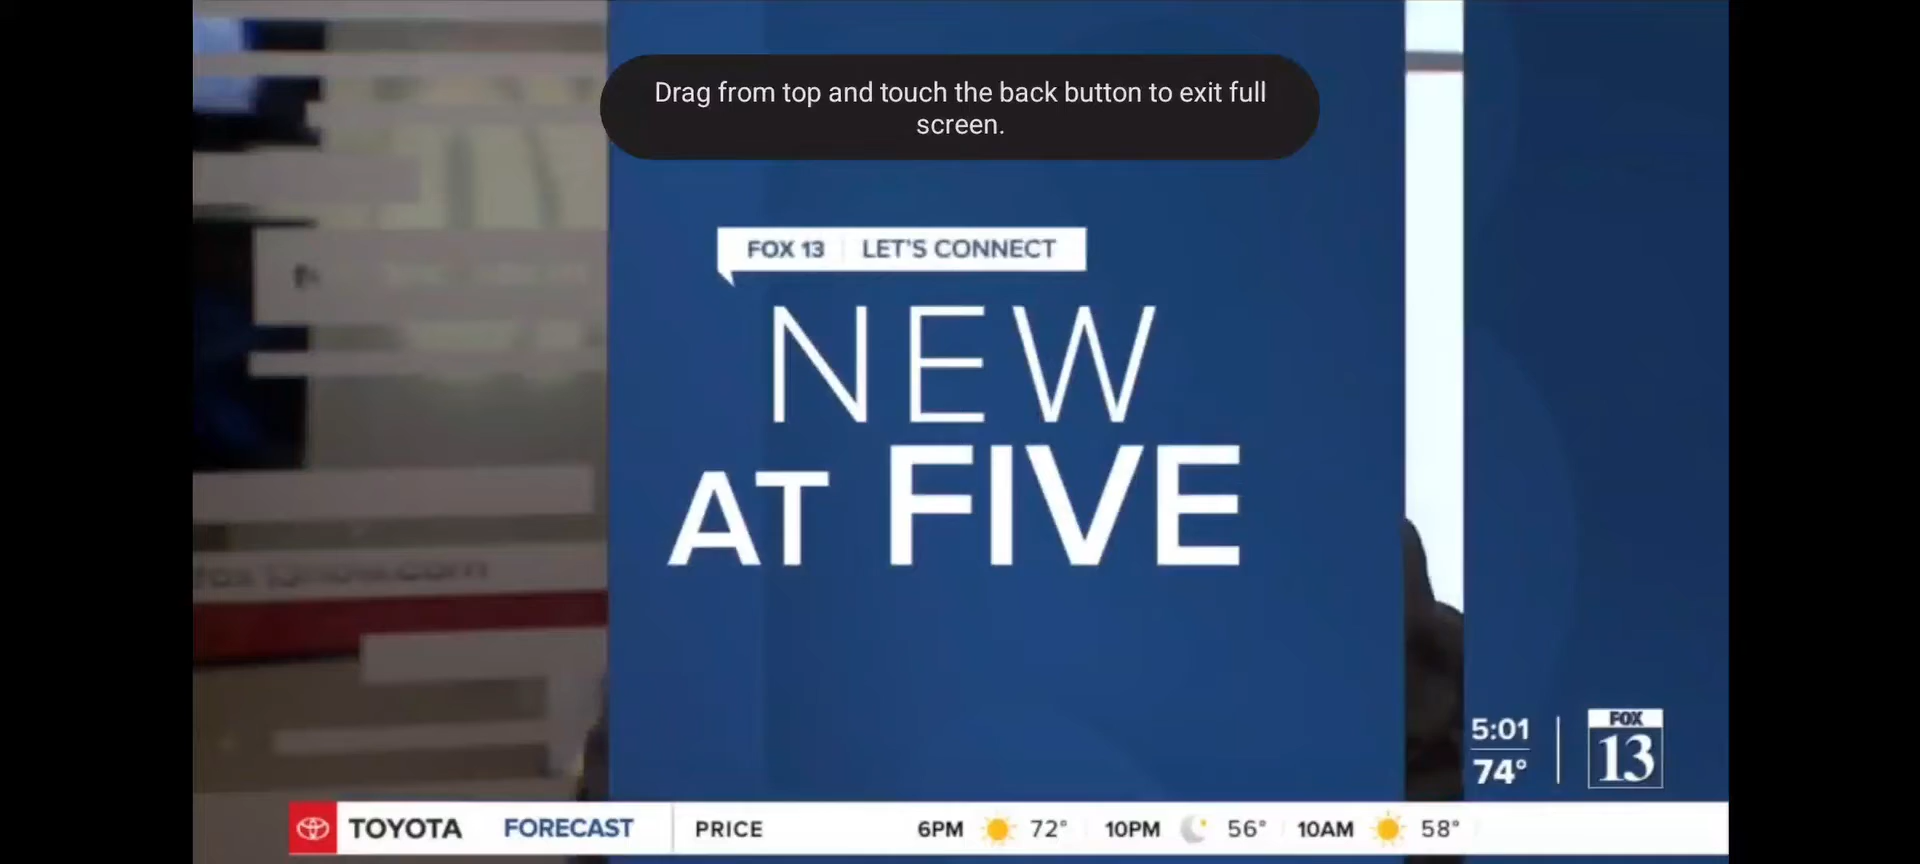 Drag from top and touch the back button to exit full
screen.
FOX 13 LET'S CONNECT
NEW
AT FIVE
5:01
74°
FOX
13
TOYOTA FORECAST PRICE 6PM 72° 10PM 56° 10AM 58°